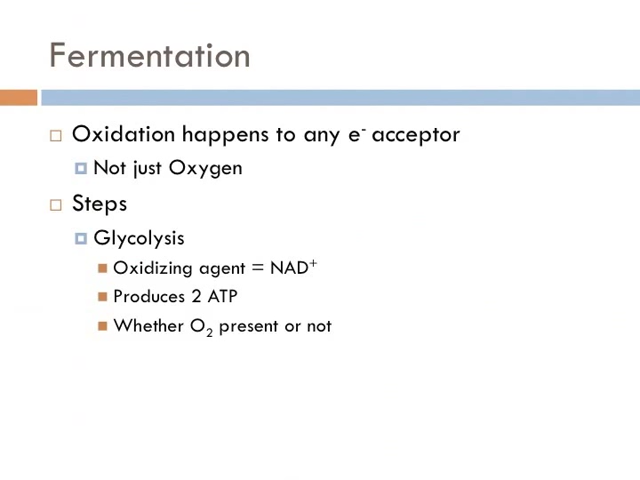 Fermentation
Oxidation happens to any e⁻ acceptor
Not just Oxygen
Steps
Glycolysis
Oxidizing agent = NAD⁺
Produces 2 ATP
Whether O₂ present or not